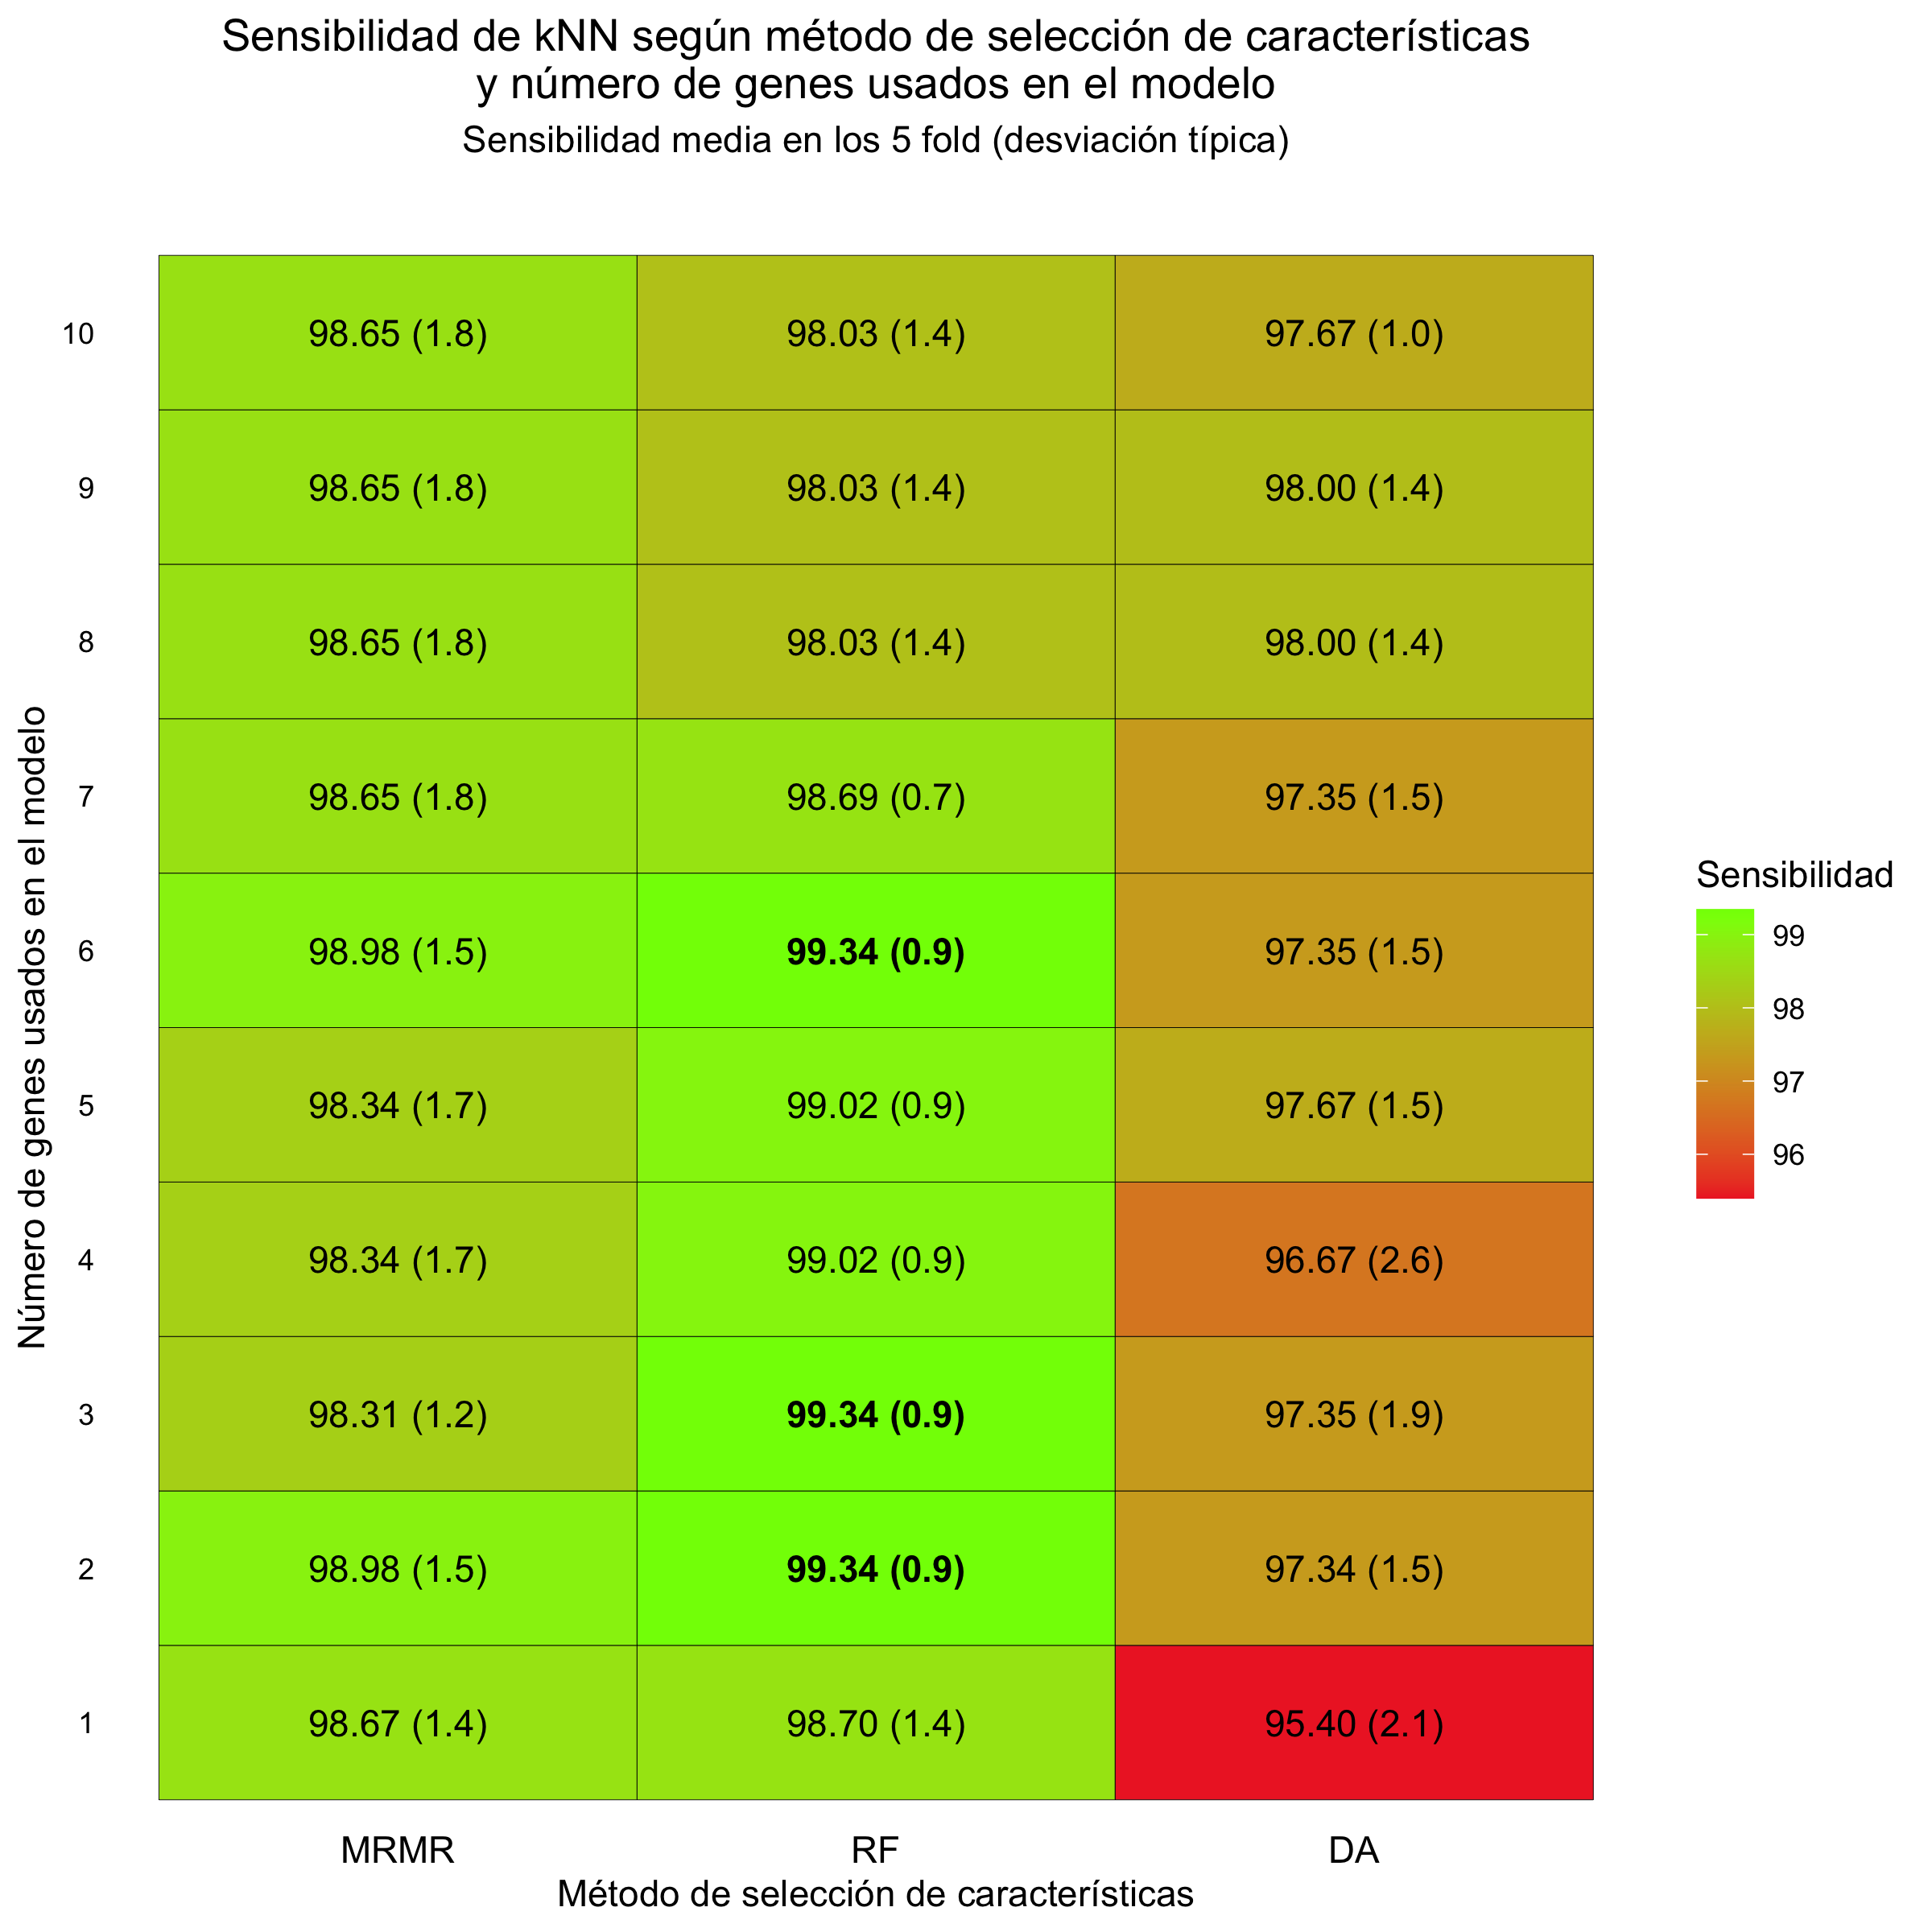 Sensibilidad de kNN según método de selección de características
y número de genes usados en el modelo
Sensibilidad media en los 5 fold (desviación típica)
Número de genes usados en el modelo
10 98.65 (1.8) 98.03 (1.4) 97.67 (1.0)
9 98.65 (1.8) 98.03 (1.4) 98.00 (1.4)
8 98.65 (1.8) 98.03 (1.4) 98.00 (1.4)
7 98.65 (1.8) 98.69 (0.7) 97.35 (1.5)
6 98.98 (1.5) 99.34 (0.9) 97.35 (1.5)
5 98.34 (1.7) 99.02 (0.9) 97.67 (1.5)
4 98.34 (1.7) 99.02 (0.9) 96.67 (2.6)
3 98.31 (1.2) 99.34 (0.9) 97.35 (1.9)
2 98.98 (1.5) 99.34 (0.9) 97.34 (1.5)
1 98.67 (1.4) 98.70 (1.4) 95.40 (2.1)
MRMR RF DA
Método de selección de características
Sensibilidad
99
98
97
96